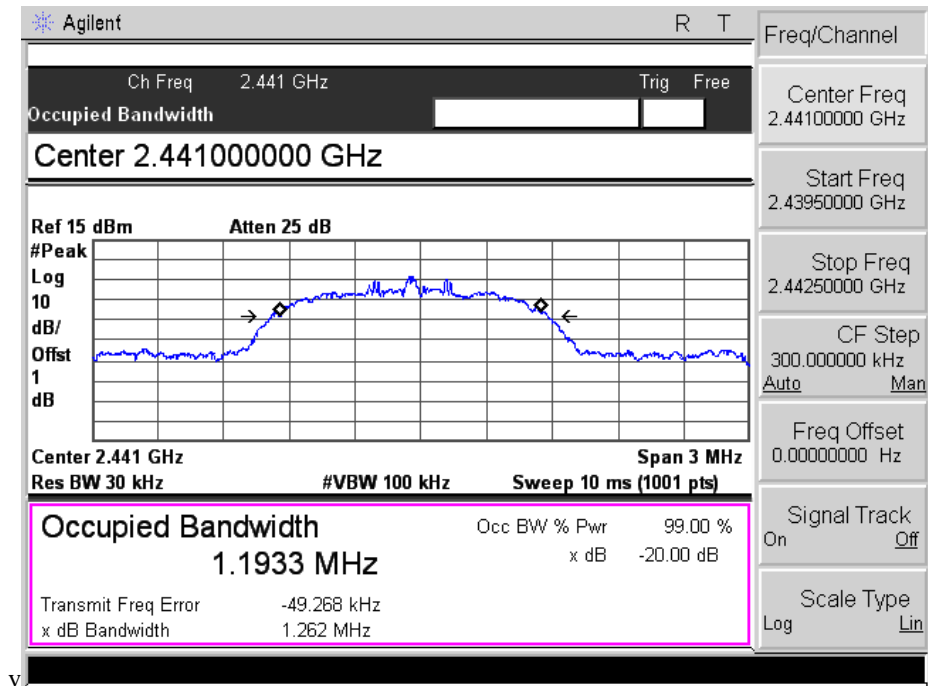 Agilent R T
Ch Freq 2.441 GHz Trig Free
Occupied Bandwidth
Center 2.441000000 GHz
Ref 15 dBm Atten 25 dB
#Peak
Log
10
dB/
Offst
1
dB
Center 2.441 GHz Span 3 MHz
Res BW 30 kHz #VBW 100 kHz Sweep 10 ms (1001 pts)
Occupied Bandwidth Occ BW % Pwr 99.00 %
1.1933 MHz x dB -20.00 dB
Transmit Freq Error -49.268 kHz
x dB Bandwidth 1.262 MHz
Freq/Channel
Center Freq
2.44100000 GHz
Start Freq
2.43950000 GHz
Stop Freq
2.44250000 GHz
CF Step
300.000000 kHz
Auto Man
Freq Offset
0.00000000 Hz
Signal Track
On Off
Scale Type
Log Lin
v